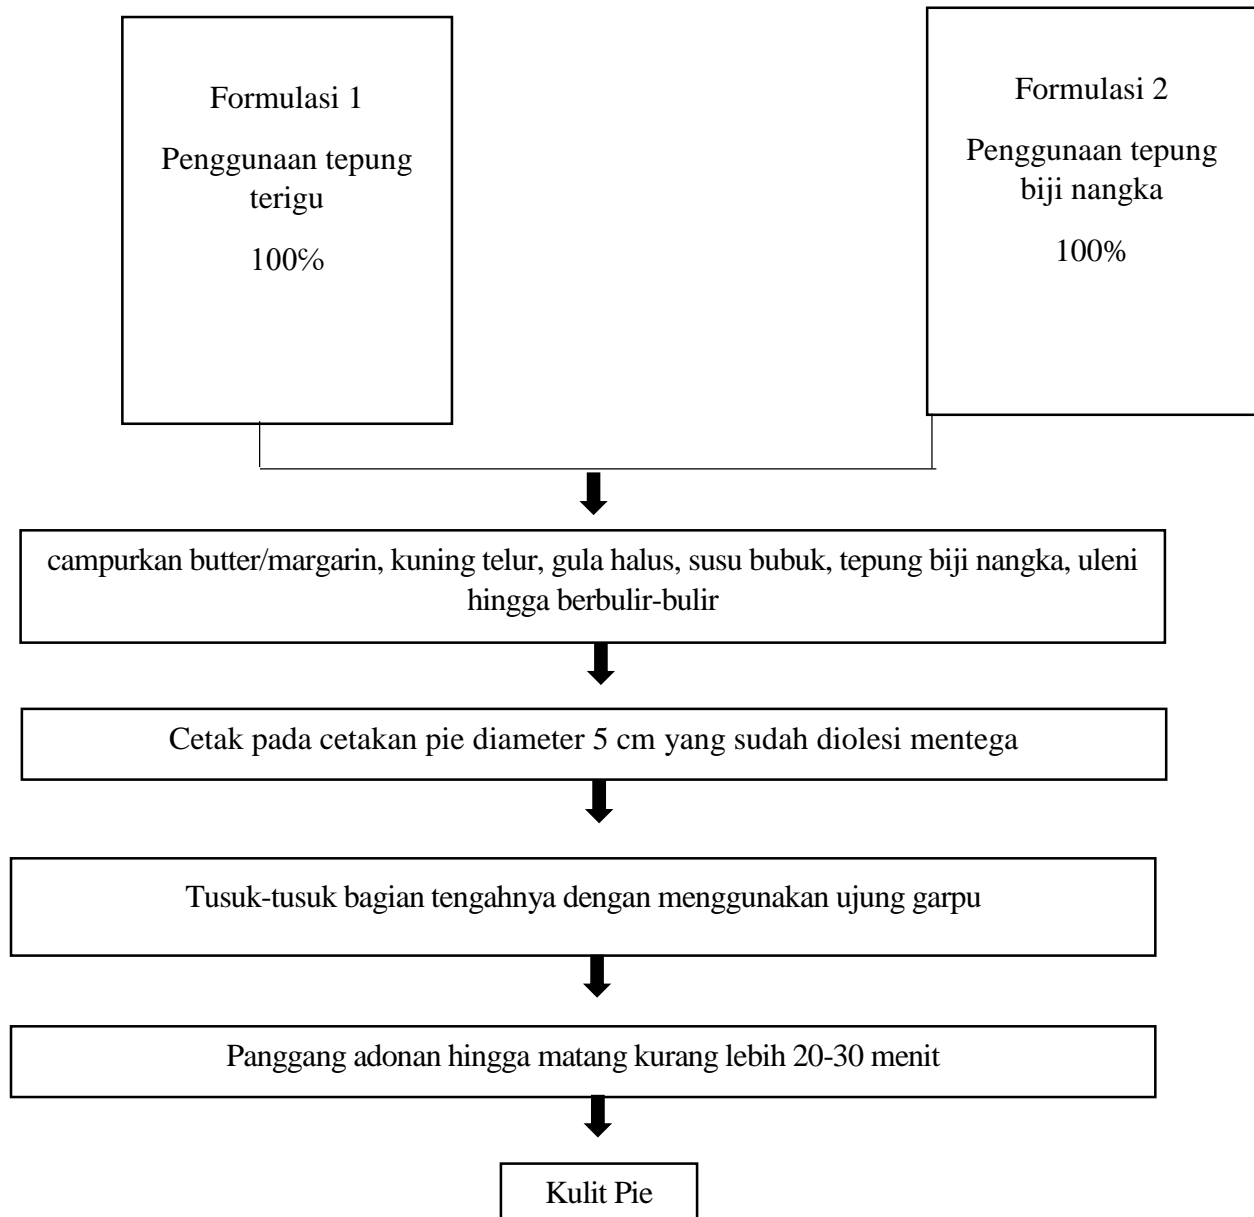 Formulasi 1
Penggunaan tepung
terigu
100%
Formulasi 2
Penggunaan tepung
biji nangka
100%
campurkan butter/margarin, kuning telur, gula halus, susu bubuk, tepung biji nangka, uleni
hingga berbulir-bulir
Cetak pada cetakan pie diameter 5 cm yang sudah diolesi mentega
Tusuk-tusuk bagian tengahnya dengan menggunakan ujung garpu
Panggang adonan hingga matang kurang lebih 20-30 menit
Kulit Pie